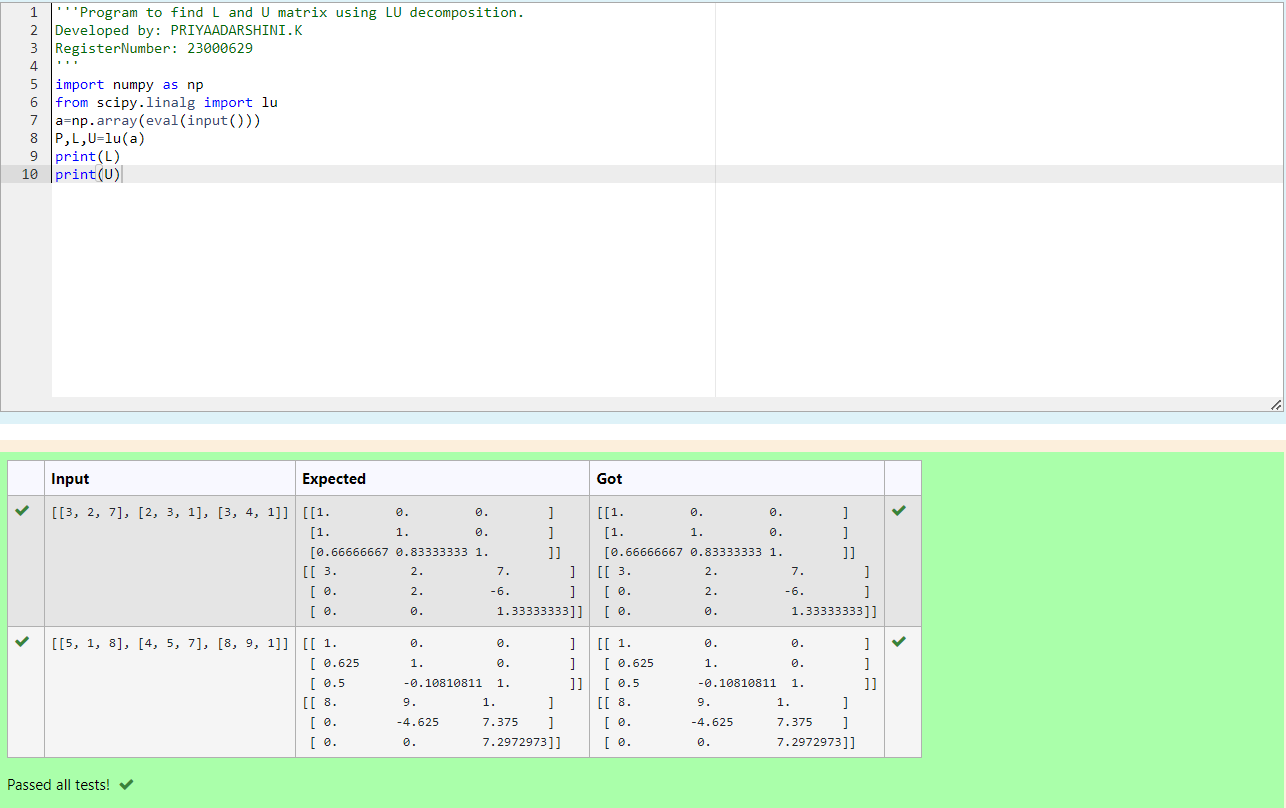 1 '''Program to find L and U matrix using LU decomposition.
2 Developed by: PRIYAADARSHINI.K
3 RegisterNumber: 23000629
4 '''
5 import numpy as np
6 from scipy.linalg import lu
7 a=np.array(eval(input()))
8 P,L,U=lu(a)
9 print(L)
10 print(U)
Input Expected Got
[[3, 2, 7], [2, 3, 1], [3, 4, 1]] [[1. 0. 0. ] [[1. 0. 0. ]
[1. 1. 0. ] [1. 1. 0. ]
[0.66666667 0.83333333 1. ]] [0.66666667 0.83333333 1. ]]
[[ 3. 2. 7. ] [[ 3. 2. 7. ]
[ 0. 2. -6. ] [ 0. 2. -6. ]
[ 0. 0. 1.33333333]] [ 0. 0. 1.33333333]]
[[5, 1, 8], [4, 5, 7], [8, 9, 1]] [[ 1. 0. 0. ] [[ 1. 0. 0. ]
[ 0.625 1. 0. ] [ 0.625 1. 0. ]
[ 0.5 -0.10810811 1. ]] [ 0.5 -0.10810811 1. ]]
[[ 8. 9. 1. ] [[ 8. 9. 1. ]
[ 0. -4.625 7.375 ] [ 0. -4.625 7.375 ]
[ 0. 0. 7.2972973]] [ 0. 0. 7.2972973]]
Passed all tests!